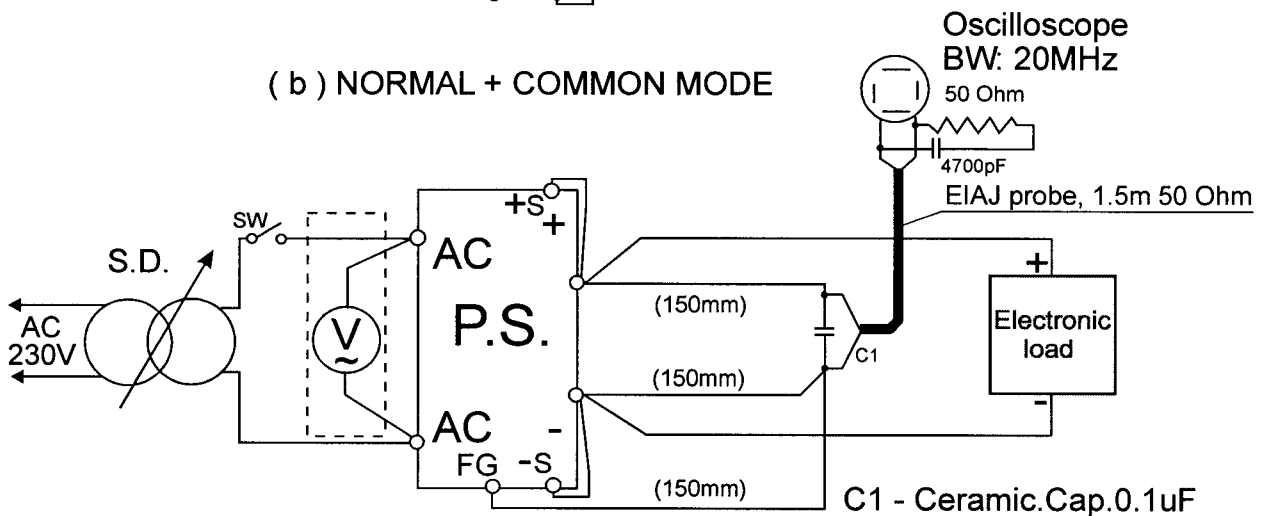 Oscilloscope
BW: 20MHz
( b ) NORMAL + COMMON MODE
50 Ohm
4700pF
EIAJ probe, 1.5m 50 Ohm
+S
+
SW
AC
S.D.
+
(150mm)
P.S.
V
~
AC
230V
Electronic
load
C1
(150mm)
-
AC
-
FG
-S
(150mm)
C1 - Ceramic.Cap.0.1uF